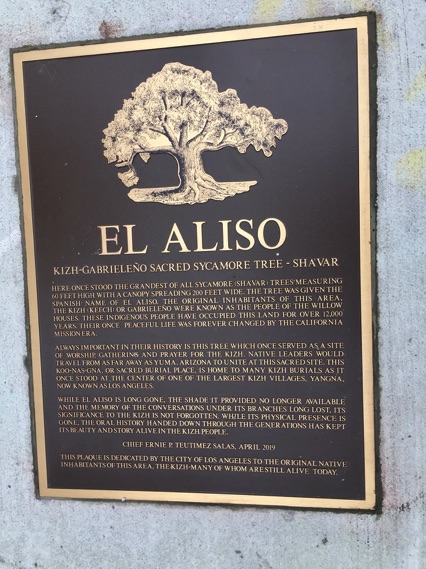 EL ALISO
KIZH-GABRIELEÑO SACRED SYCAMORE TREE - SHAVAR
HERE ONCE STOOD THE GRANDEST OF ALL SYCAMORE (SHAVAR) TREES MEASURING
60 FEET HIGH WITH A CANOPY SPREADING 200 FEET WIDE. THE TREE WAS GIVEN THE
SPANISH NAME OF EL ALISO. THE ORIGINAL INHABITANTS OF THIS AREA,
THE KIZH (KEECH) OR GABRIELEÑO WERE KNOWN AS THE PEOPLE OF THE WILLOW
HOUSES. THESE INDIGENOUS PEOPLE HAVE OCCUPIED THIS LAND FOR OVER 12,000
YEARS. THEIR ONCE PEACEFUL LIFE WAS FOREVER CHANGED BY THE CALIFORNIA
MISSION ERA.
ALWAYS IMPORTANT IN THEIR HISTORY IS THIS TREE WHICH ONCE SERVED AS A SITE
OF WORSHIP, GATHERING AND PRAYER FOR THE KIZH. NATIVE LEADERS WOULD
TRAVEL FROM AS FAR AWAY AS YUMA, ARIZONA TO UNITE AT THIS SACRED SITE. THIS
KOO-NAS-GNA, OR SACRED BURIAL PLACE, IS HOME TO MANY KIZH BURIALS AS IT
ONCE STOOD AT THE CENTER OF ONE OF THE LARGEST KIZH VILLAGES, YANGNA,
NOW KNOWN AS LOS ANGELES.
WHILE EL ALISO IS LONG GONE, THE SHADE IT PROVIDED NO LONGER AVAILABLE
AND THE MEMORY OF THE CONVERSATIONS UNDER ITS BRANCHES LONG LOST, ITS
SIGNIFICANCE TO THE KIZH IS NOT FORGOTTEN. WHILE ITS PHYSICAL PRESENCE IS
GONE, THE ORAL HISTORY HANDED DOWN THROUGH THE GENERATIONS HAS KEPT
ITS BEAUTY AND STORY ALIVE IN THE KIZH PEOPLE.
CHIEF ERNIE P. TEUTIMEZ SALAS, APRIL 2019
THIS PLAQUE IS DEDICATED BY THE CITY OF LOS ANGELES TO THE ORIGINAL NATIVE
INHABITANTS OF THIS AREA, THE KIZH-MANY OF WHOM ARE STILL ALIVE TODAY.